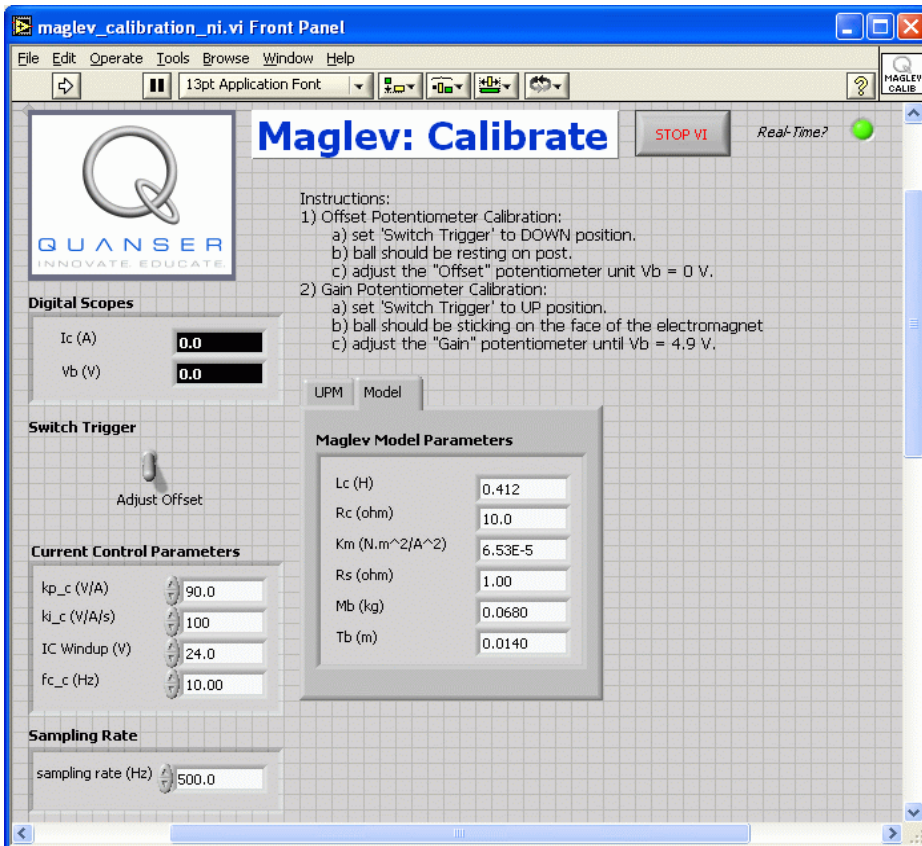 maglev_calibration_ni.vi Front Panel
File Edit Operate Tools Browse Window Help
13pt Application Font
?
MAGLEV
CALIB
QUANSER
INNOVATE. EDUCATE.
Maglev: Calibrate
STOP VI
Real-Time?
Instructions:
1) Offset Potentiometer Calibration:
a) set 'Switch Trigger' to DOWN position.
b) ball should be resting on post.
c) adjust the "Offset" potentiometer unit Vb = 0 V.
2) Gain Potentiometer Calibration:
a) set 'Switch Trigger' to UP position.
b) ball should be sticking on the face of the electromagnet
c) adjust the "Gain" potentiometer until Vb = 4.9 V.
Digital Scopes
Ic (A) 0.0
Vb (V) 0.0
Switch Trigger
Adjust Offset
Current Control Parameters
kp_c (V/A) 90.0
ki_c (V/A/s) 100
IC Windup (V) 24.0
fc_c (Hz) 10.00
Sampling Rate
sampling rate (Hz) 500.0
UPM Model
Maglev Model Parameters
Lc (H) 0.412
Rc (ohm) 10.0
Km (N.m^2/A^2) 6.53E-5
Rs (ohm) 1.00
Mb (kg) 0.0680
Tb (m) 0.0140